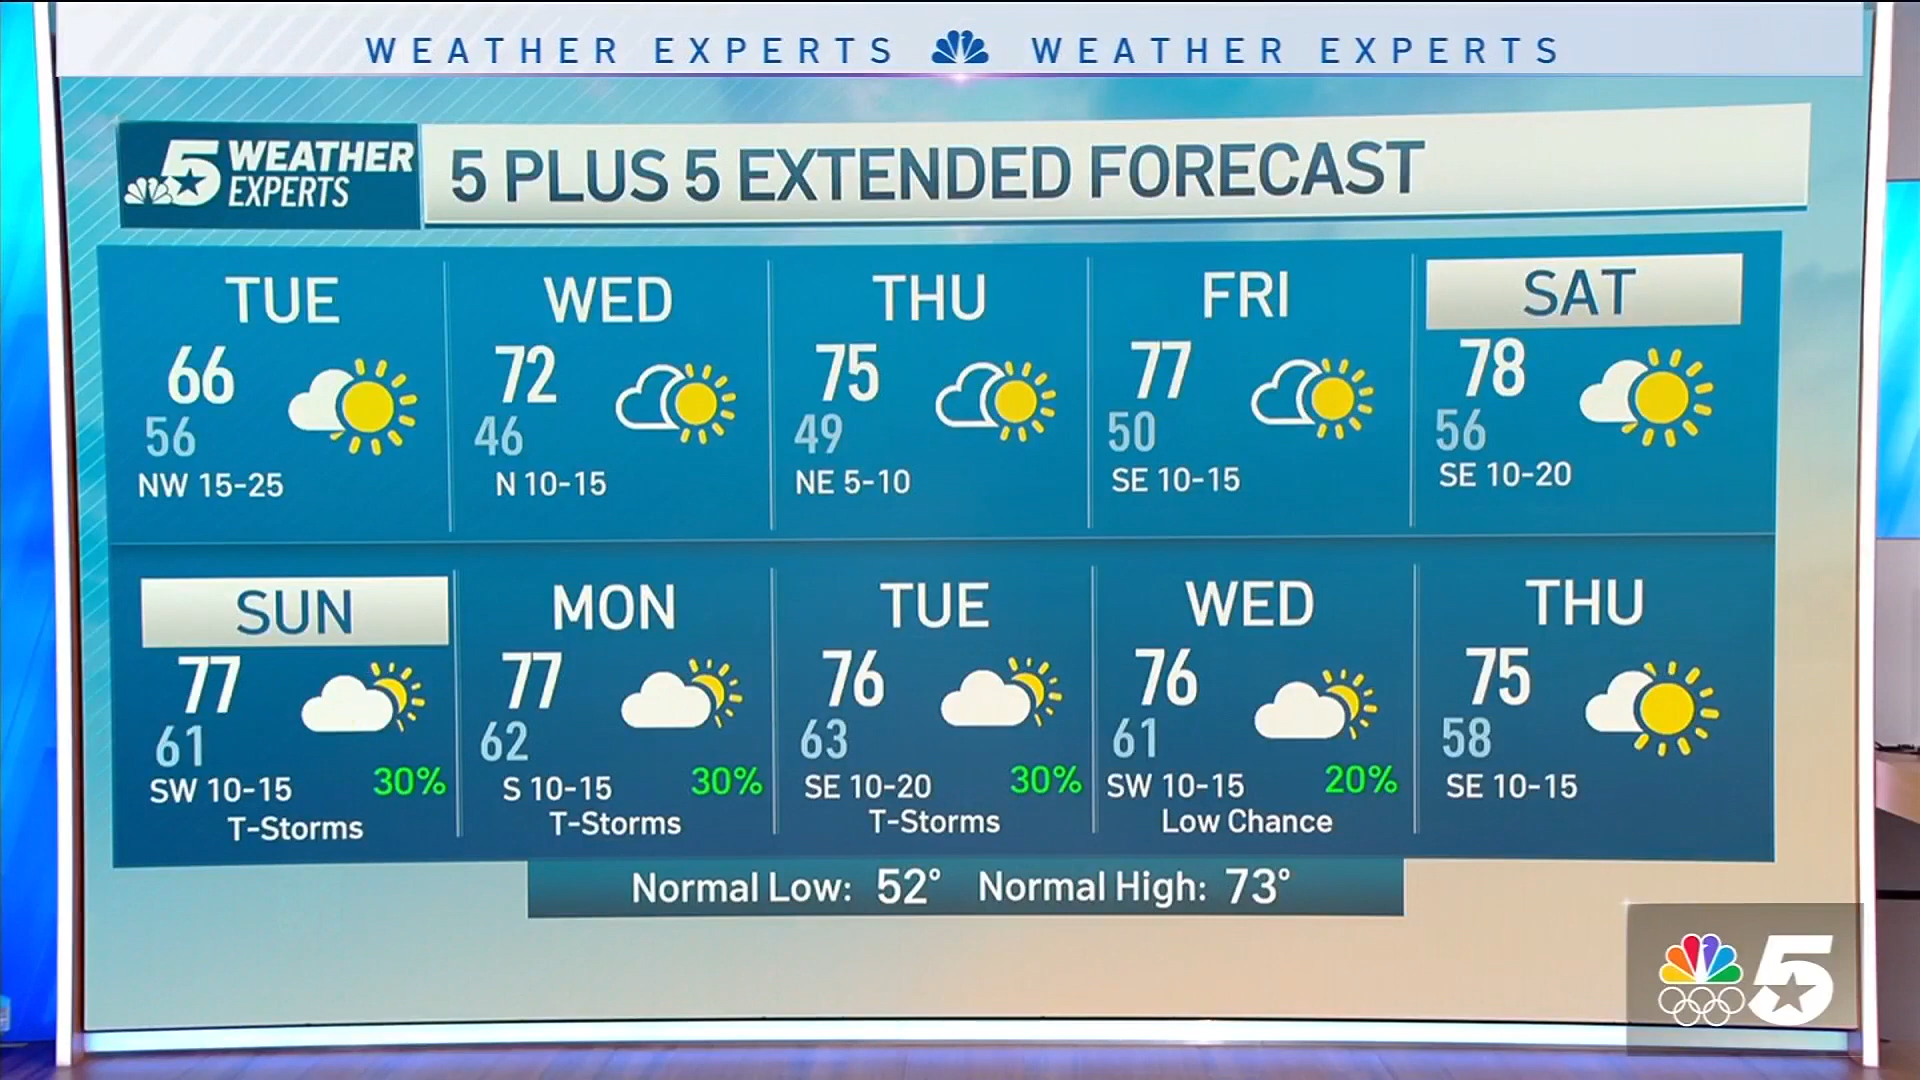 WEATHER EXPERTS WEATHER EXPERTS
5 WEATHER EXPERTS
5 PLUS 5 EXTENDED FORECAST
TUE
66
56
NW 15-25
WED
72
46
N 10-15
THU
75
49
NE 5-10
FRI
77
50
SE 10-15
SAT
78
56
SE 10-20
SUN
77
61
SW 10-15 30%
T-Storms
MON
77
62
S 10-15 30%
T-Storms
TUE
76
63
SE 10-20 30%
T-Storms
WED
76
61
SW 10-15 20%
Low Chance
THU
75
58
SE 10-15
Normal Low: 52° Normal High: 73°
5